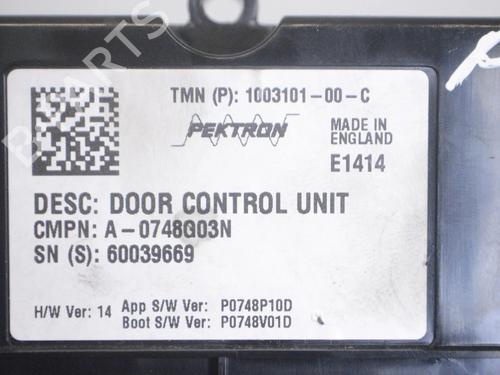 TMN (P): 1003101-00-C
PEKTRON
MADE IN
ENGLAND
E1414
DESC: DOOR CONTROL UNIT
CMPN: A-0748G03N
SN (S): 60039669
H/W Ver: 14 App S/W Ver: P0748P10D
Boot S/W Ver: P0748V01D